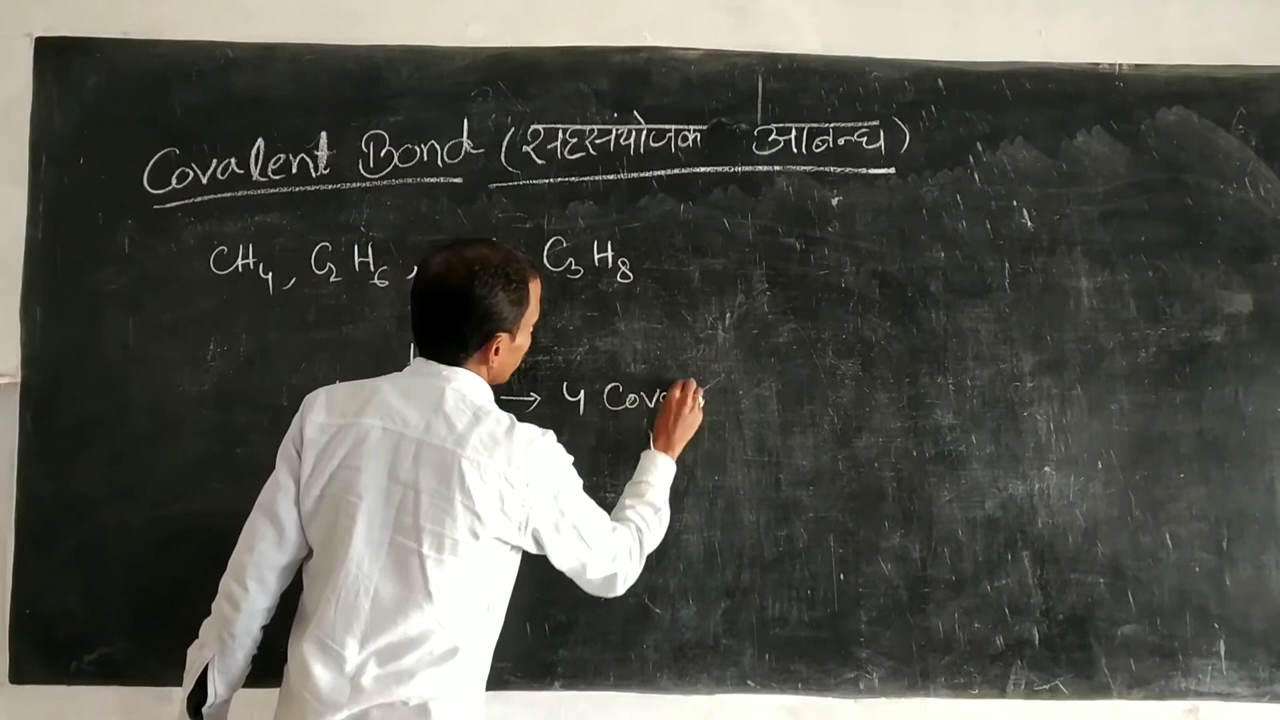 Covalent Bond (सहसंयोजक आबन्ध)
CH₄, C₂H₆, C₃H₈
→ 4 Cova